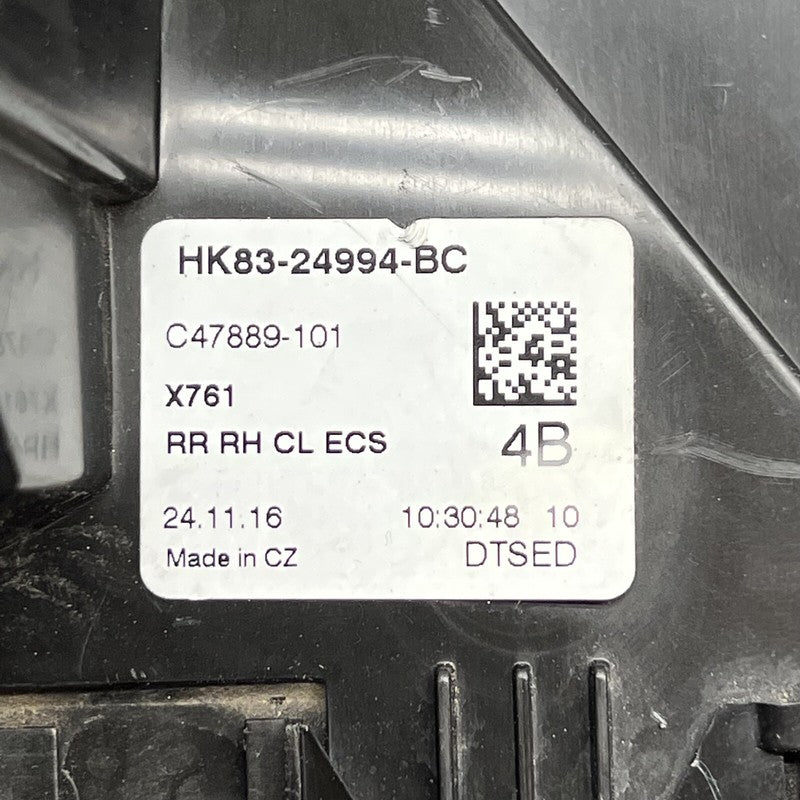 HK83-24994-BC
C47889-101
X761
RR RH CL ECS
4B
24.11.16 10:30:48 10
Made in CZ DTSED